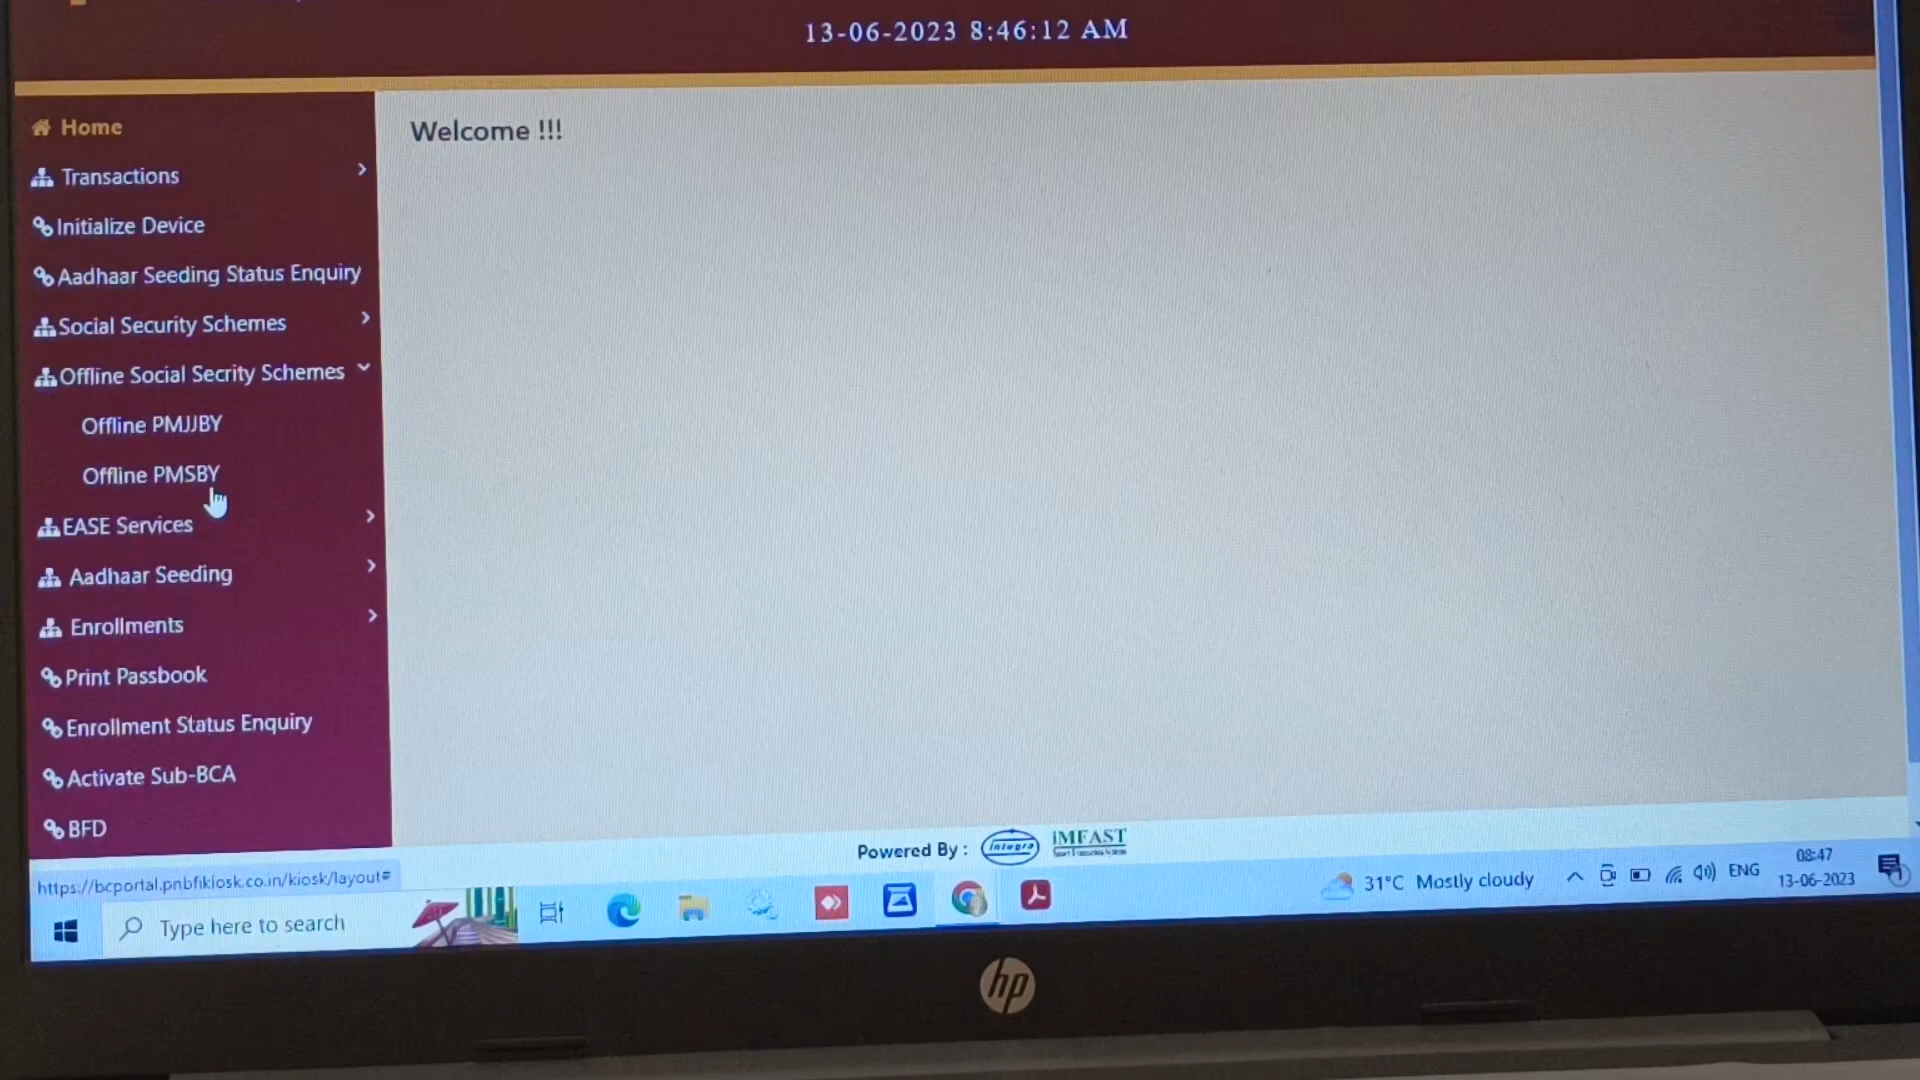 13-06-2023 8:46:12 AM
Home
Welcome !!!
Transactions
Initialize Device
Aadhaar Seeding Status Enquiry
Social Security Schemes
Offline Social Secrity Schemes
Offline PMJJBY
Offline PMSBY
EASE Services
Aadhaar Seeding
Enrollments
Print Passbook
Enrollment Status Enquiry
Activate Sub-BCA
BFD
Powered By : integra iMFAST
https://bcportal.pnbfikiosk.co.in/kiosk/layout#
Type here to search
31°C Mostly cloudy
ENG
08:47
13-06-2023
hp